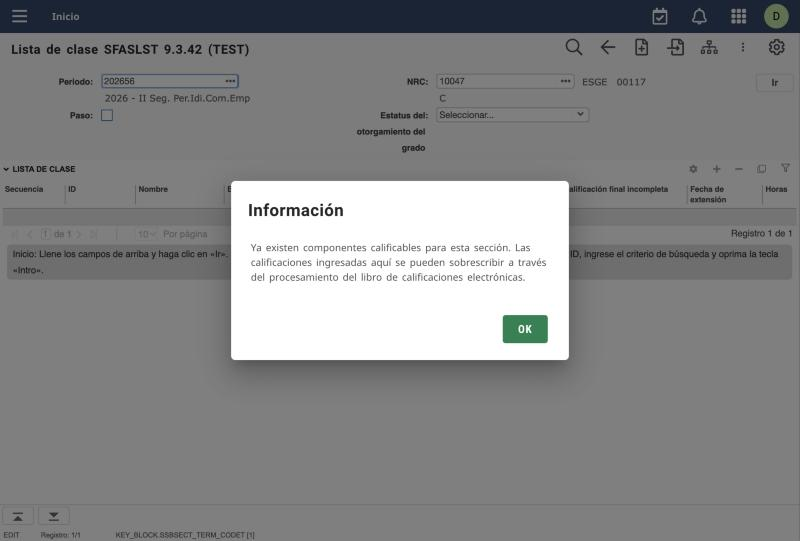 Inicio
D
Lista de clase SFASLST 9.3.42 (TEST)
Periodo: 202656 ••• NRC: 10047 ••• ESGE 00117 Ir
2026 - II Seg. Per.Idi.Com.Emp C
Paso: Estatus del: Seleccionar...
otorgamiento del
grado
LISTA DE CLASE
Secuencia ID Nombre alificación final incompleta Fecha de Horas
extensión
1 de 1 10 Por página Registro 1 de 1
Inicio: Llene los campos de arriba y haga clic en «Ir». ID, ingrese el criterio de búsqueda y oprima la tecla
«Intro».
Información
Ya existen componentes calificables para esta sección. Las
calificaciones ingresadas aquí se pueden sobrescribir a través
del procesamiento del libro de calificaciones electrónicas.
OK
EDIT Registro: 1/1 KEY_BLOCK.SSBSECT_TERM_CODET [1]